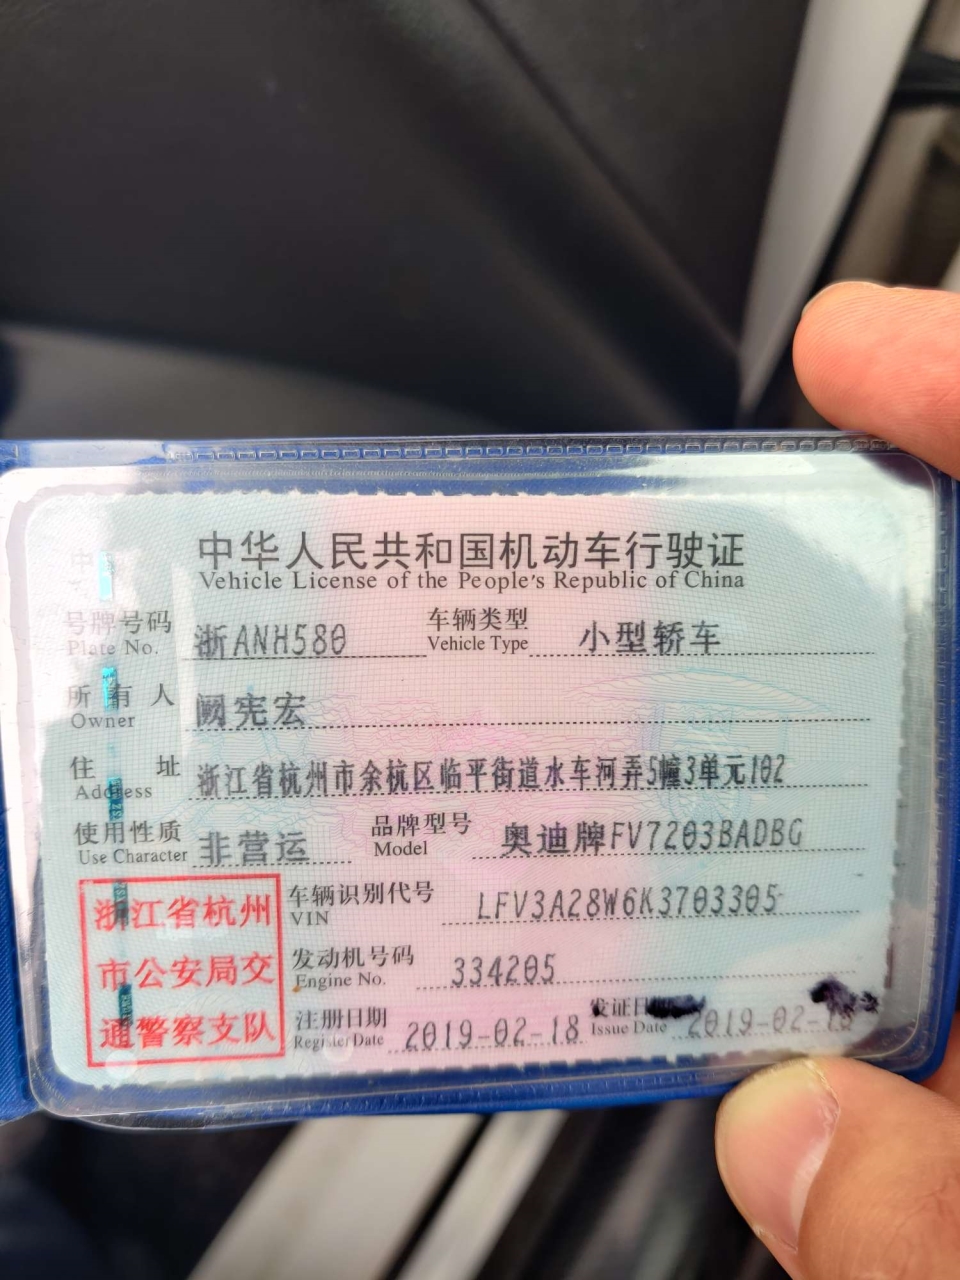 中华人民共和国机动车行驶证
Vehicle License of the People's Republic of China
号牌号码 浙ANH580 车辆类型 小型轿车
Plate No. Vehicle Type
所有人 阙宪宏
Owner
住址 浙江省杭州市余杭区临平街道水车河弄5幢3单元102
Address
使用性质 非营运 品牌型号 奥迪牌FV7203BADBG
Use Character Model
浙江省杭州 车辆识别代号 LFV3A28W6K3703305
VIN
市公安局交 发动机号码 334205
Engine No.
通警察支队 注册日期 2019-02-18 发证日 2019-02-18
Register Date Issue Date